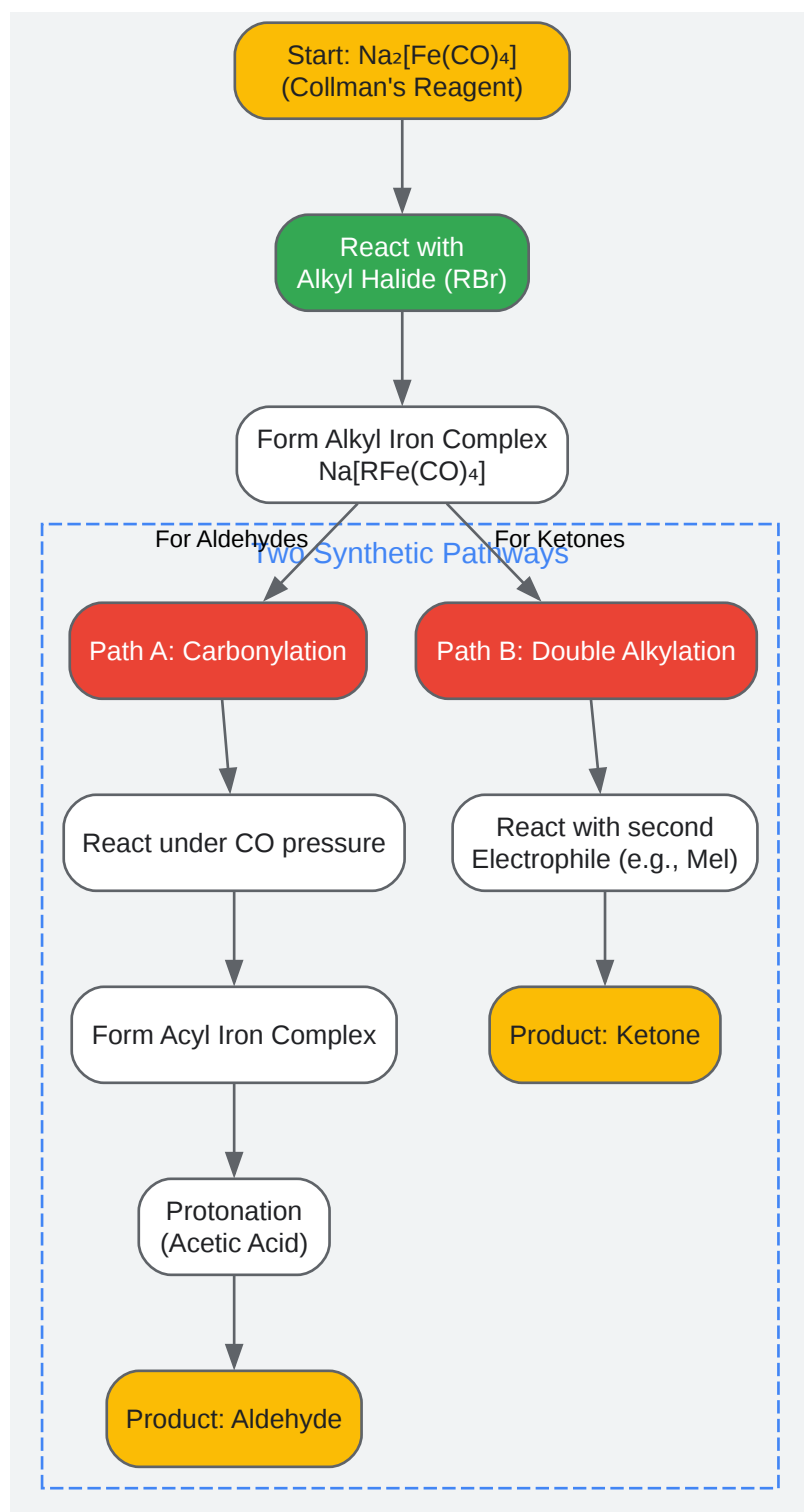 Start: Na₂[Fe(CO)₄]
(Collman's Reagent)
React with
Alkyl Halide (RBr)
Form Alkyl Iron Complex
Na[RFe(CO)₄]
For Aldehydes
For Ketones
Two Synthetic Pathways
Path A: Carbonylation
Path B: Double Alkylation
React under CO pressure
React with second
Electrophile (e.g., MeI)
Form Acyl Iron Complex
Product: Ketone
Protonation
(Acetic Acid)
Product: Aldehyde